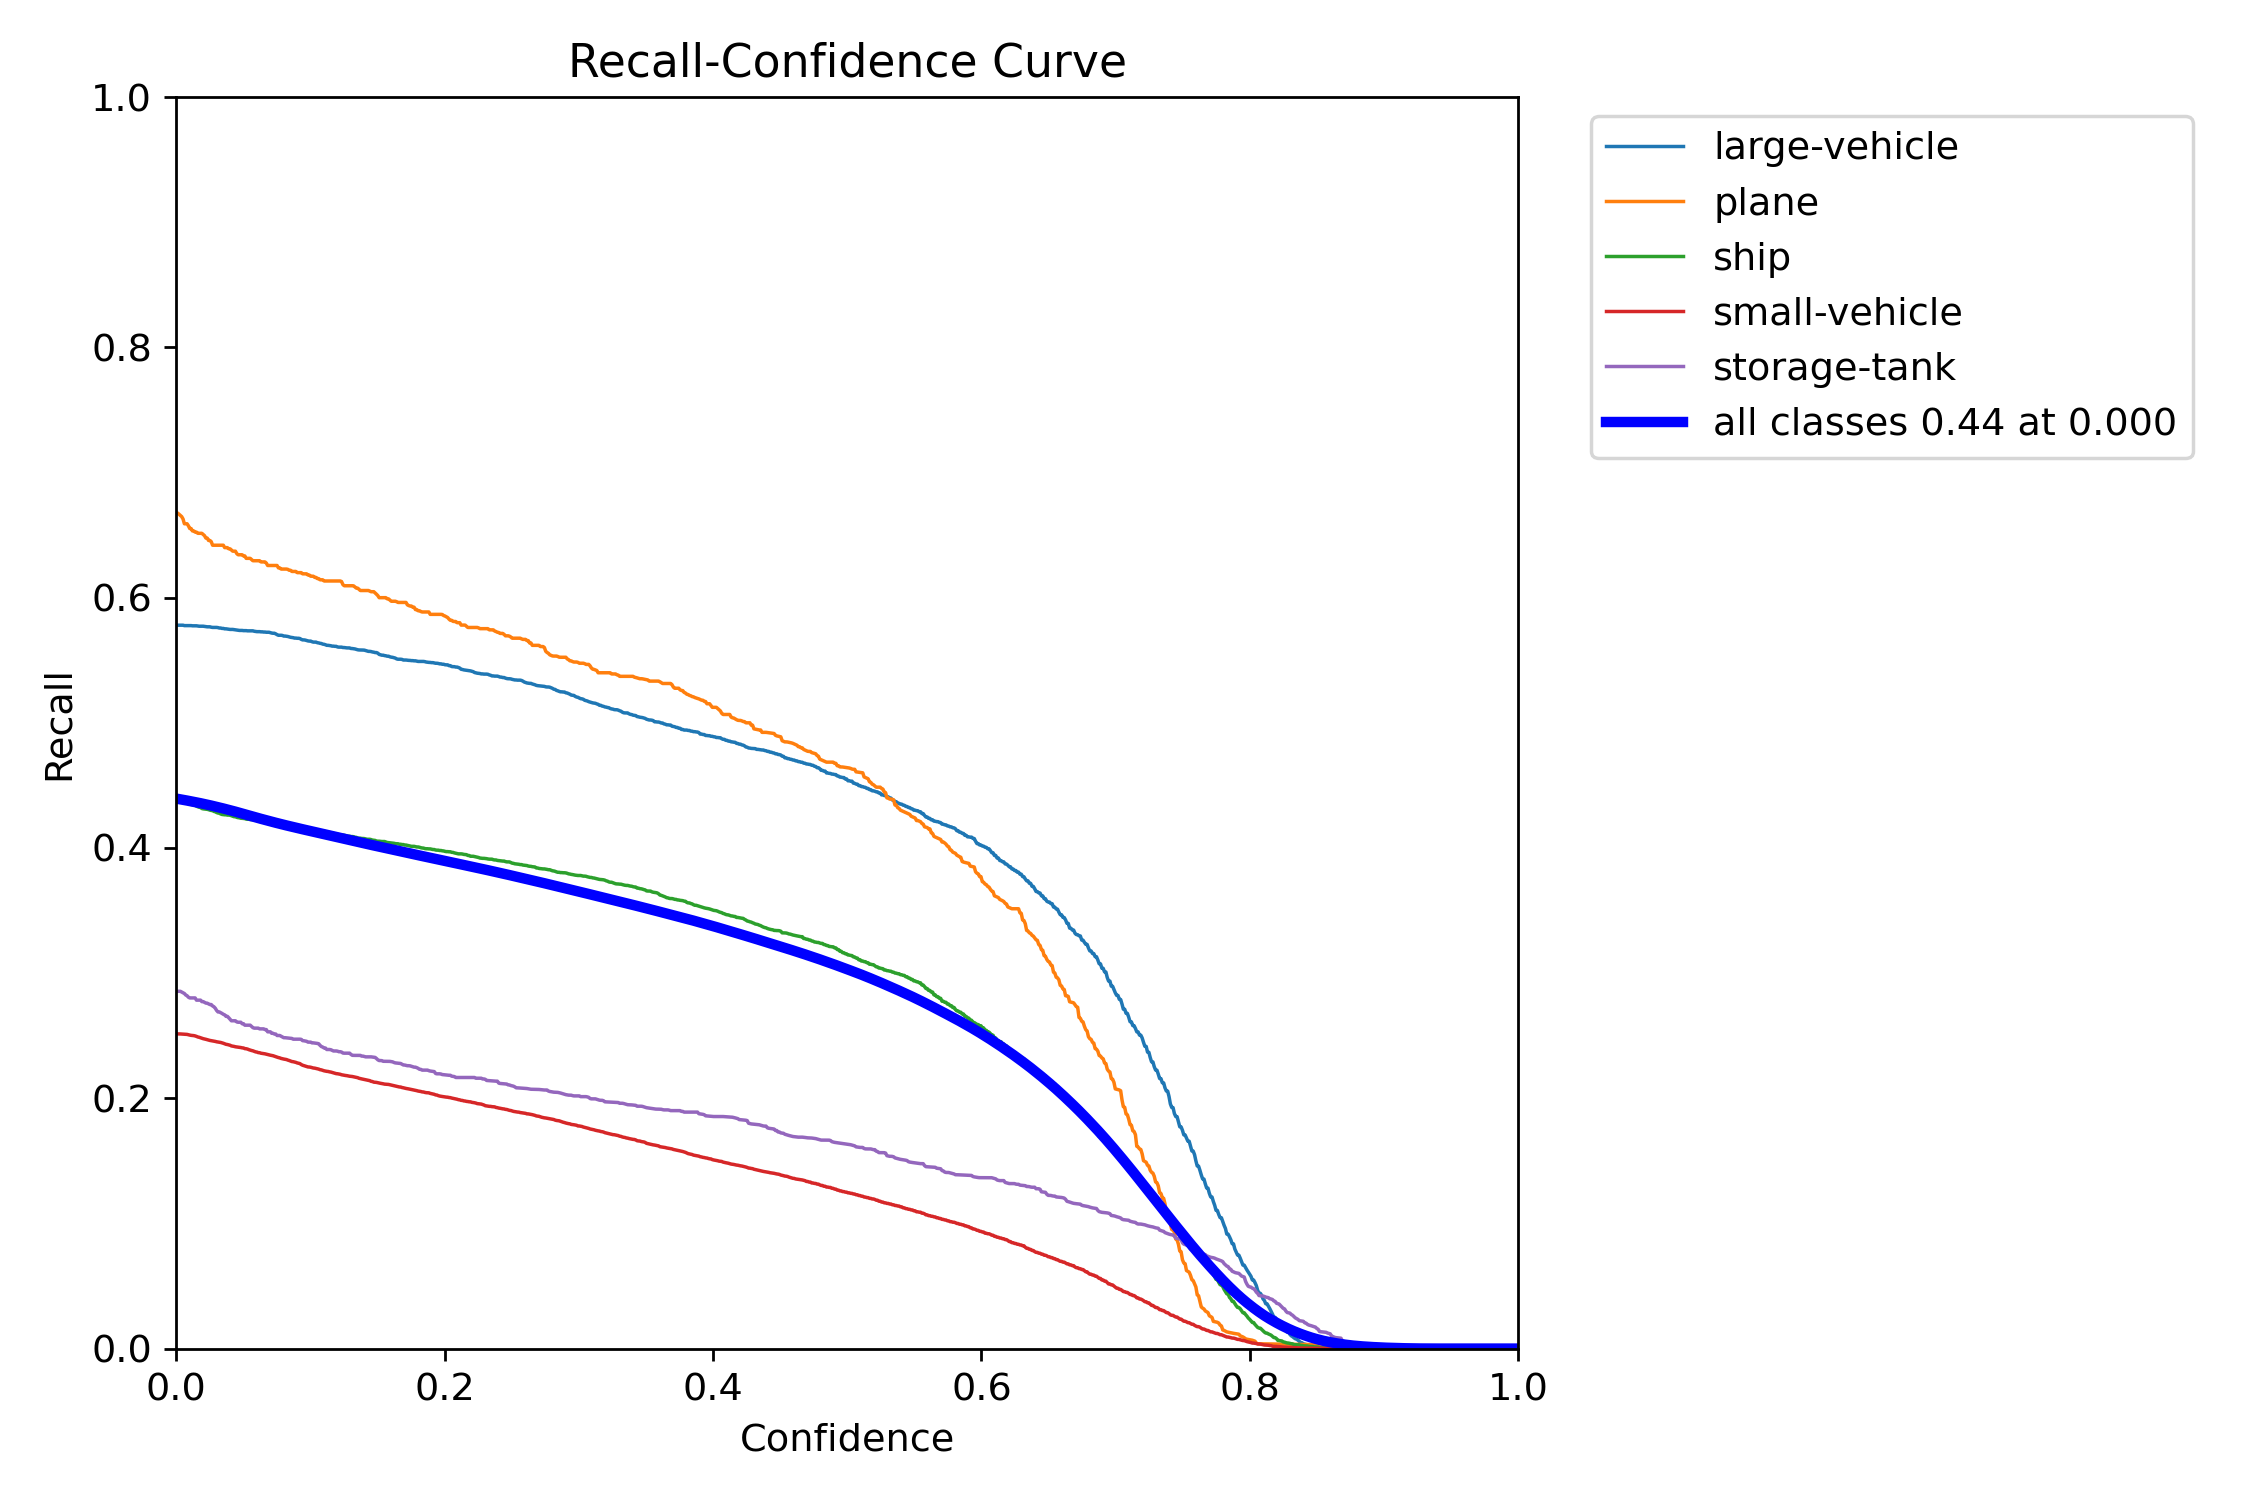 Recall-Confidence Curve
1.0
0.8
0.6
0.4
0.2
0.0
Recall
0.0 0.2 0.4 0.6 0.8 1.0
Confidence
large-vehicle
plane
ship
small-vehicle
storage-tank
all classes 0.44 at 0.000